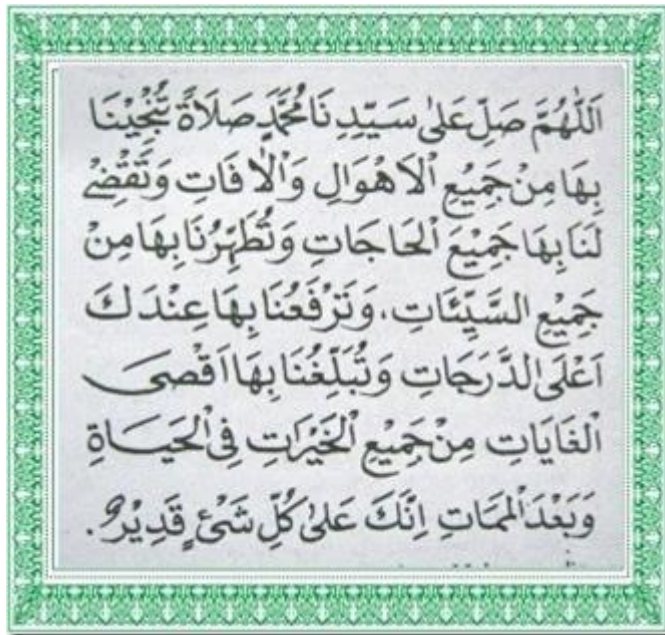 اَللّٰهُمَّ صَلِّ عَلٰى سَيِّدِنَا مُحَمَّدٍ صَلَاةً تُنْجِيْنَا
بِهَا مِنْ جَمِيْعِ الْاَهْوَالِ وَالْاٰفَاتِ وَتَقْضِىْ
لَنَا بِهَا جَمِيْعَ الْحَاجَاتِ وَتُطَهِّرُنَا بِهَا مِنْ
جَمِيْعِ السَّيِّئَاتِ، وَتَرْفَعُنَا بِهَا عِنْدَكَ
اَعْلَى الدَّرَجَاتِ وَتُبَلِّغُنَا بِهَا اَقْصَى
الْغَايَاتِ مِنْ جَمِيْعِ الْخَيْرَاتِ فِى الْحَيَاةِ
وَبَعْدَ الْمَمَاتِ اِنَّكَ عَلٰى كُلِّ شَىْءٍ قَدِيْرٌ.